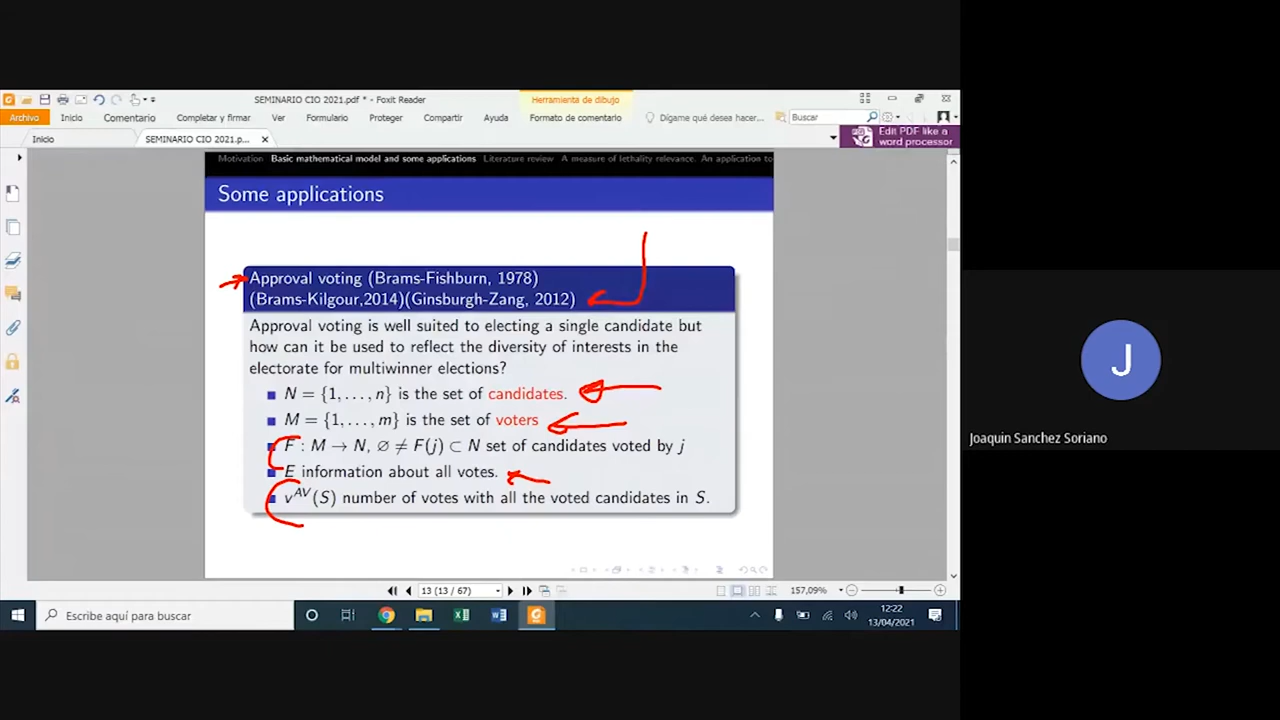 SEMINARIO CIO 2021.pdf * - Foxit Reader
Herramienta de dibujo
Archivo Inicio Comentario Completar y firmar Ver Formulario Proteger Compartir Ayuda Formato de comentario Dígame qué desea hacer... Buscar
Inicio SEMINARIO CIO 2021.p... Edit PDF like a
word processor
Motivation Basic mathematical model and some applications Literature review A measure of lethality relevance. An application to
Some applications
Approval voting (Brams-Fishburn, 1978)
(Brams-Kilgour,2014)(Ginsburgh-Zang, 2012)
Approval voting is well suited to electing a single candidate but
how can it be used to reflect the diversity of interests in the
electorate for multiwinner elections?
N = {1, . . . , n} is the set of candidates.
M = {1, . . . , m} is the set of voters
F : M → N, ∅ ≠ F(j) ⊂ N set of candidates voted by j
E information about all votes.
v^AV(S) number of votes with all the voted candidates in S.
J
Joaquin Sanchez Soriano
13 (13 / 67) 157,09%
Escribe aquí para buscar
12:22
13/04/2021